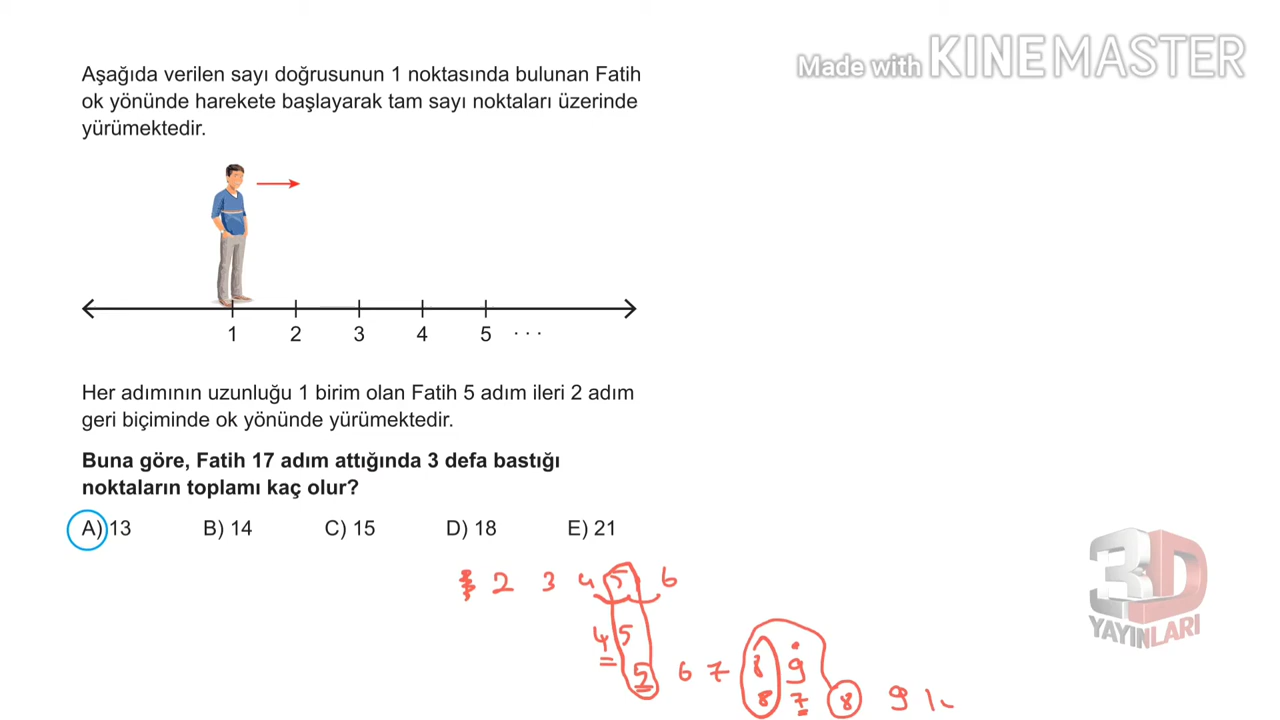 Made with KINEMASTER
Aşağıda verilen sayı doğrusunun 1 noktasında bulunan Fatih
ok yönünde harekete başlayarak tam sayı noktaları üzerinde
yürümektedir.
1 2 3 4 5 ...
Her adımının uzunluğu 1 birim olan Fatih 5 adım ileri 2 adım
geri biçiminde ok yönünde yürümektedir.
Buna göre, Fatih 17 adım attığında 3 defa bastığı
noktaların toplamı kaç olur?
A) 13 B) 14 C) 15 D) 18 E) 21
2 3 4 5 6
4 5
5 6 7 8 9
8 7 8 9
3D
YAYINLARI